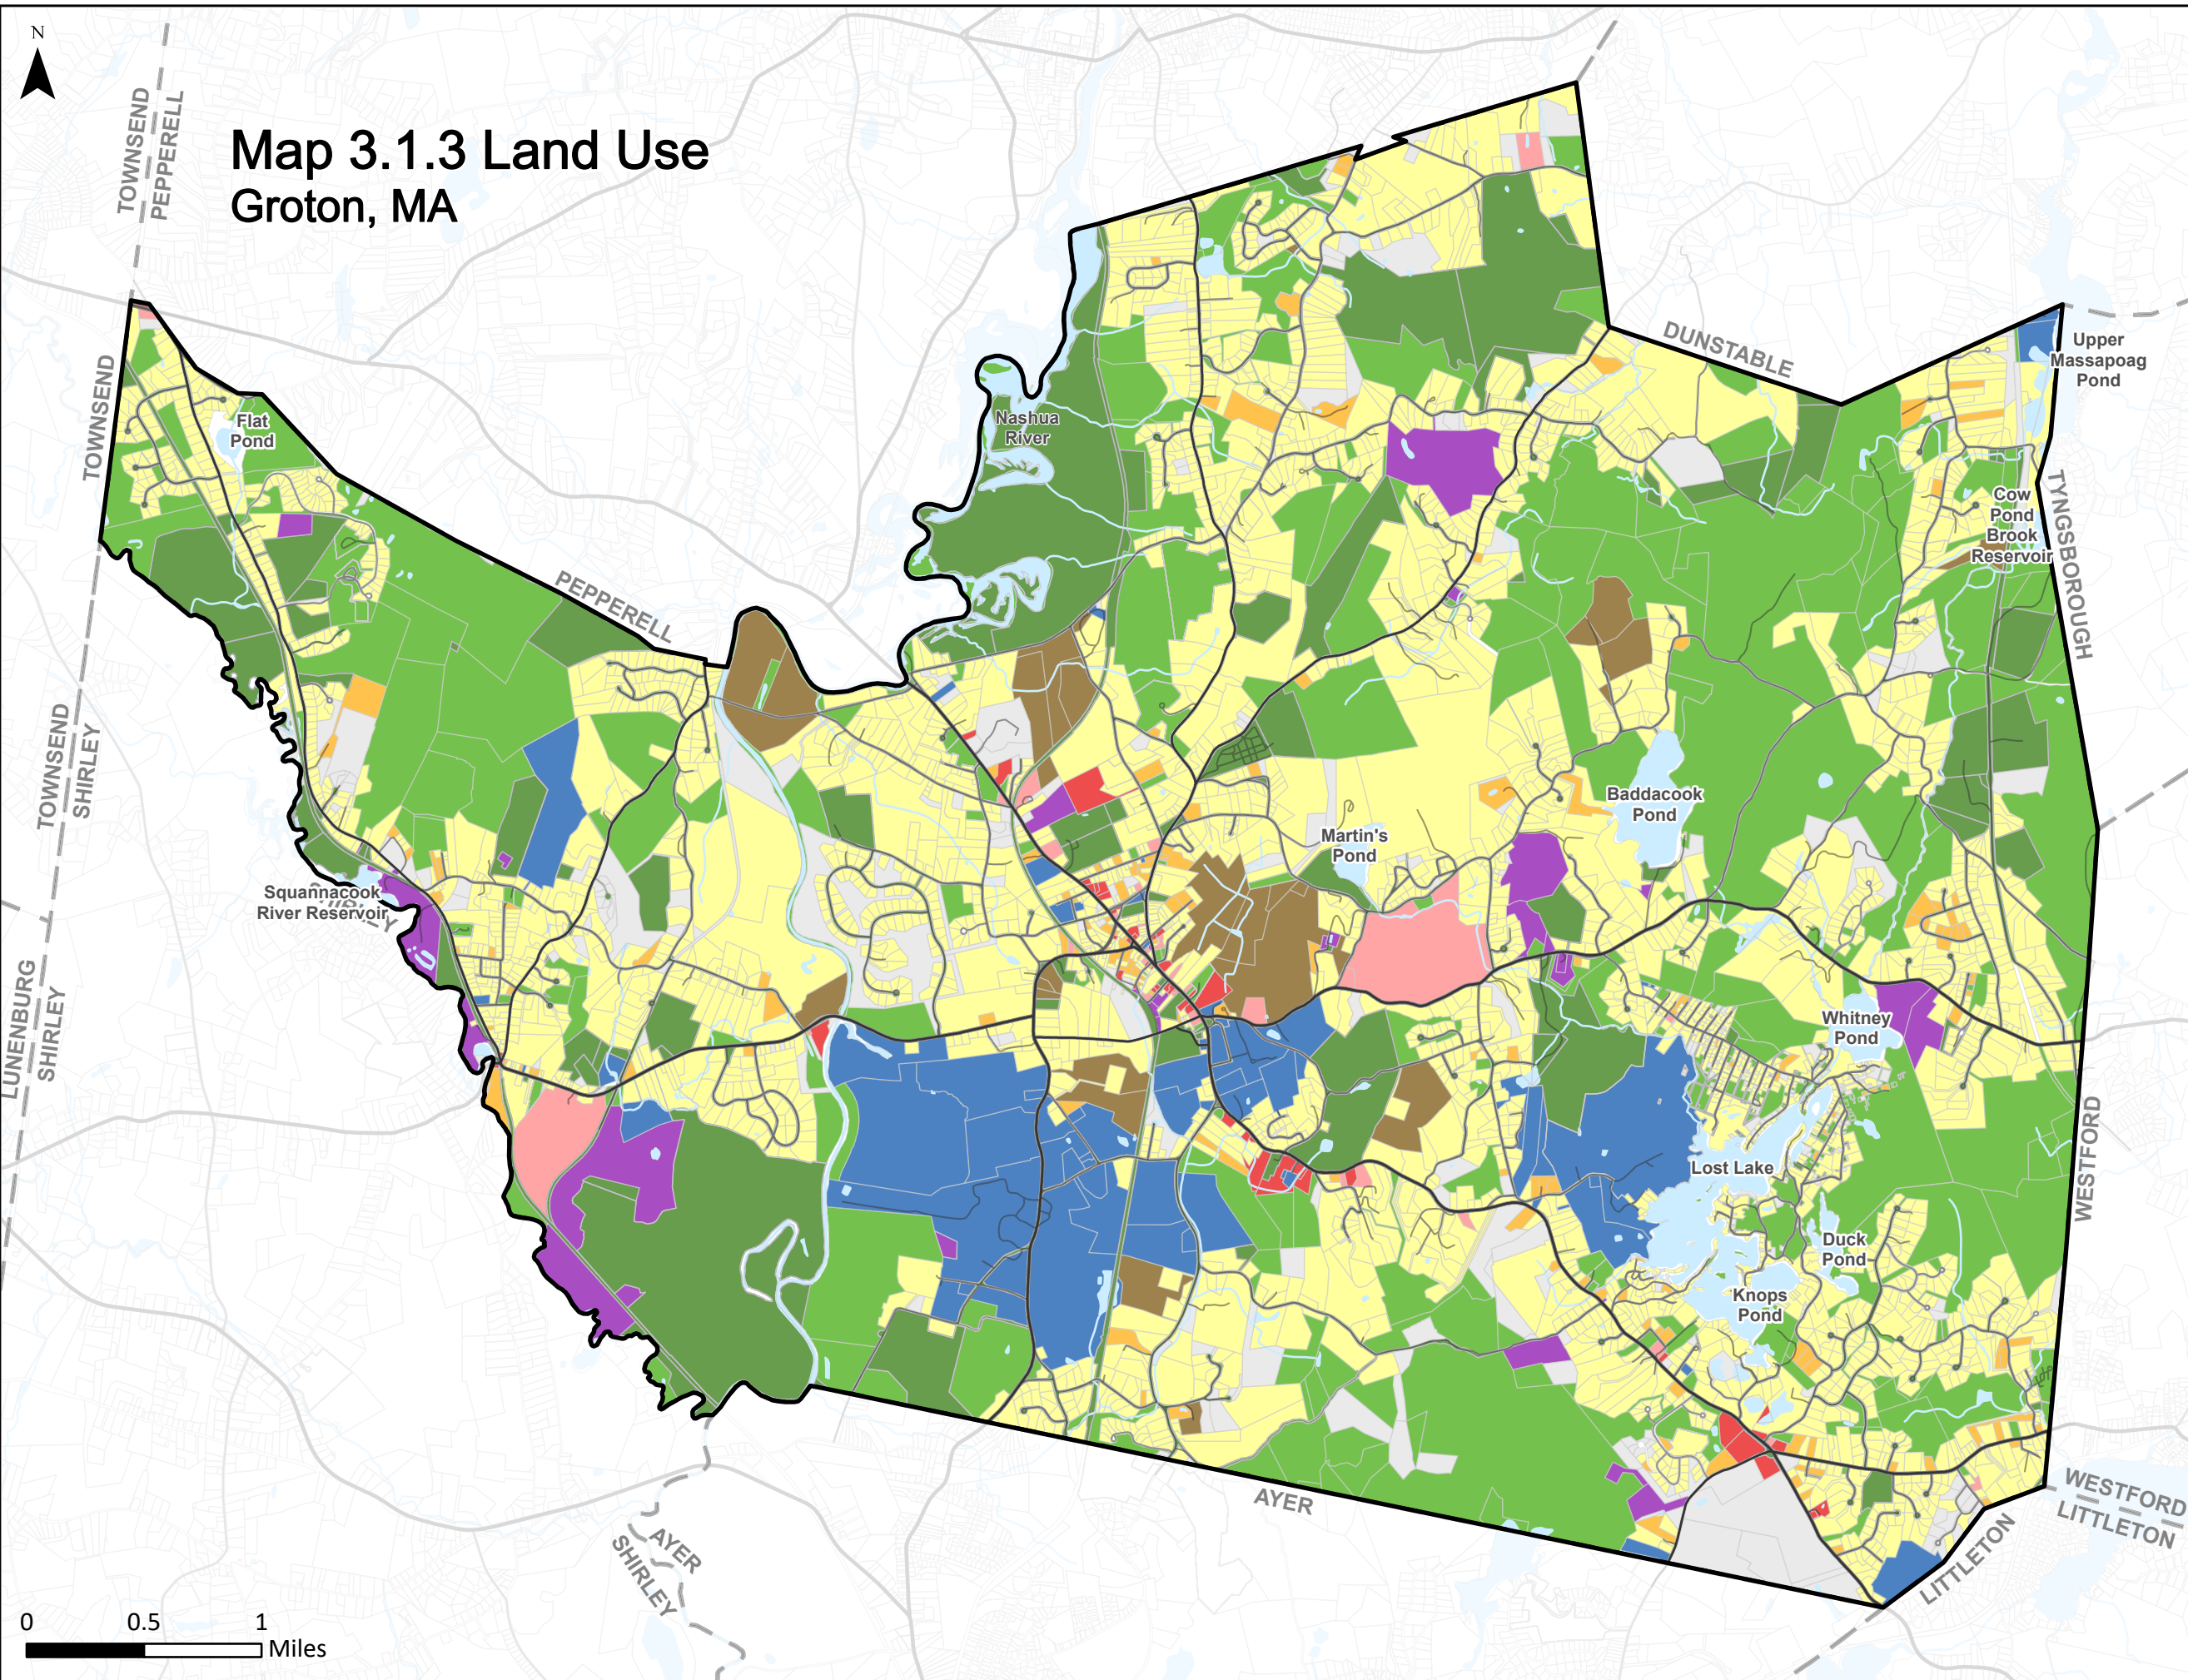 N
TOWNSEND
PEPPERELL
Map 3.1.3 Land Use
Groton, MA
DUNSTABLE
Upper
Massapoag
Pond
TOWNSEND
Flat
Pond
Nashua
River
TYNGSBOROUGH
Cow
Pond
Brook
Reservoir
PEPPERELL
TOWNSEND
SHIRLEY
Baddacook
Pond
Martin's
Pond
Squannacook
River Reservoir
LUNENBURG
SHIRLEY
Whitney
Pond
WESTFORD
Lost Lake
Duck
Pond
Knops
Pond
AYER
WESTFORD
LITTLETON
LITTLETON
AYER
SHIRLEY
0 0.5 1
Miles